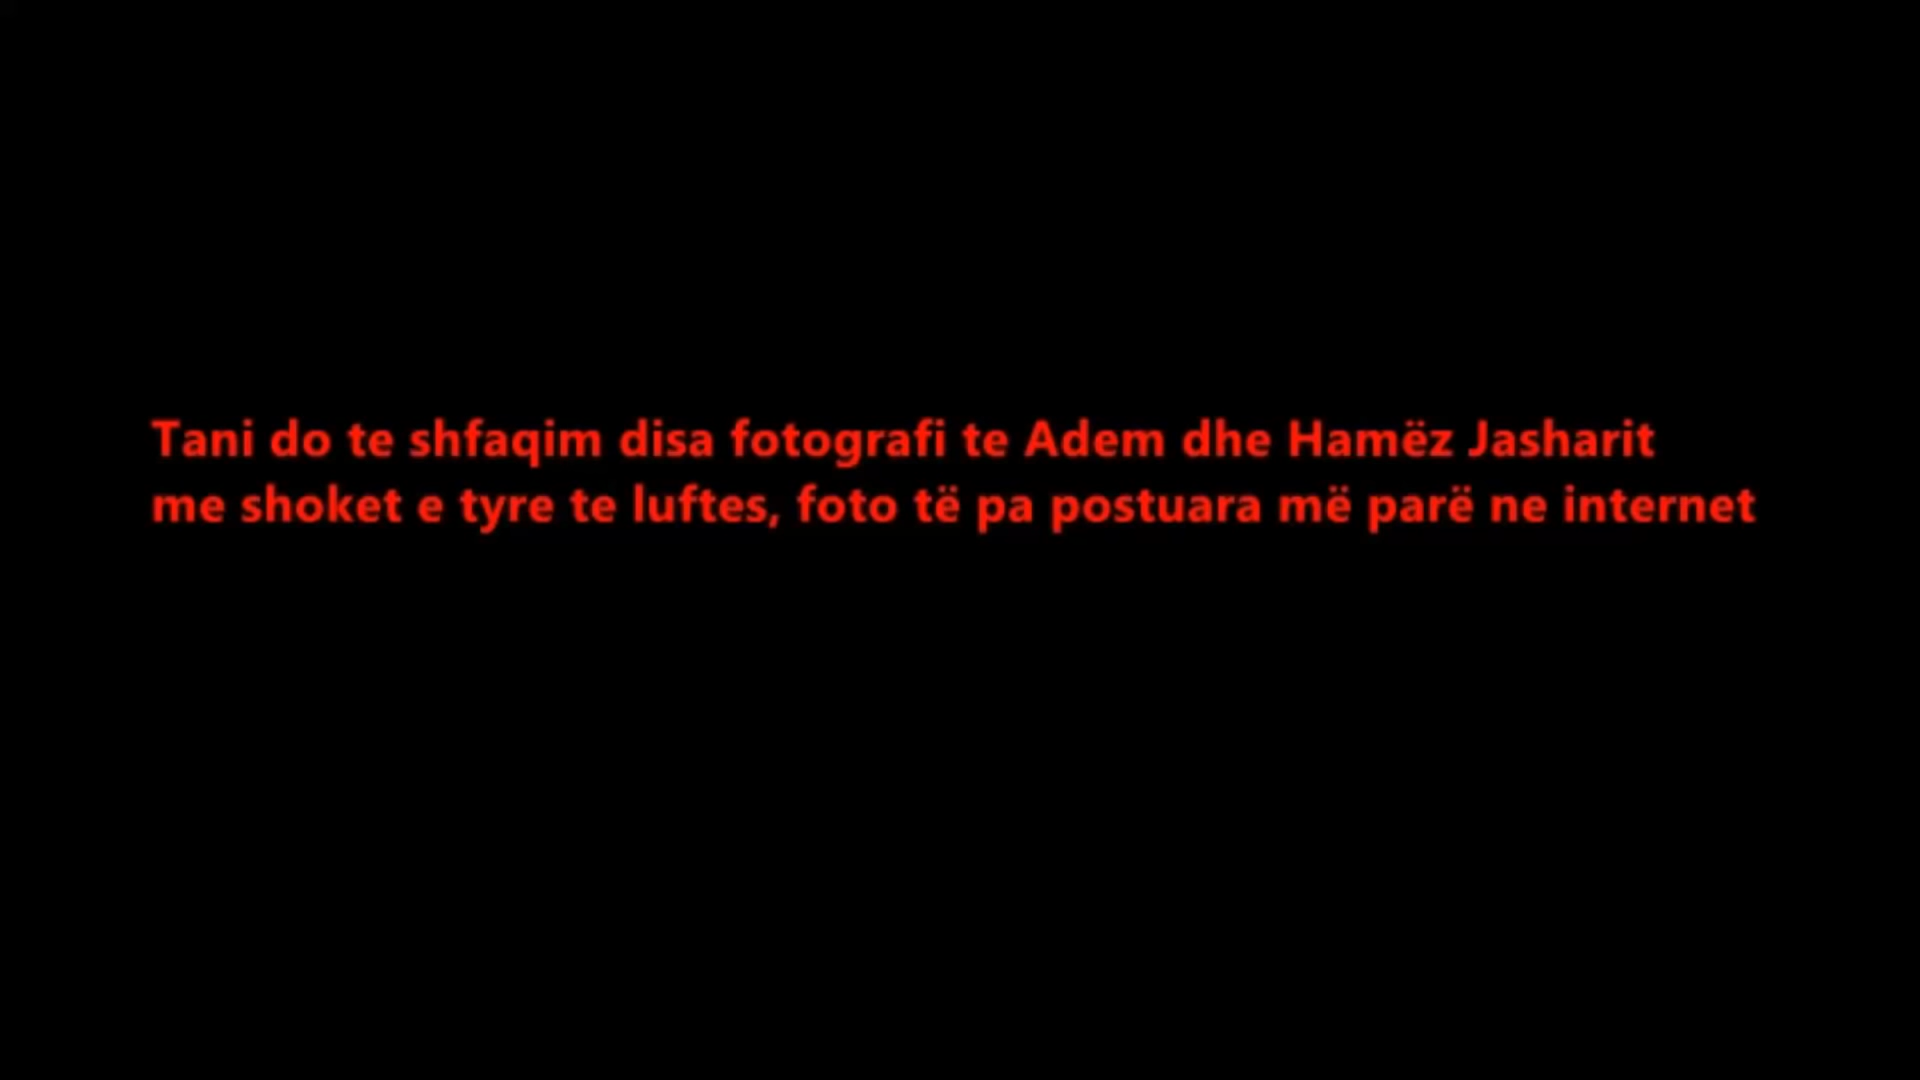 Tani do te shfaqim disa fotografi te Adem dhe Hamëz Jasharit
me shoket e tyre te luftes, foto të pa postuara më parë ne internet